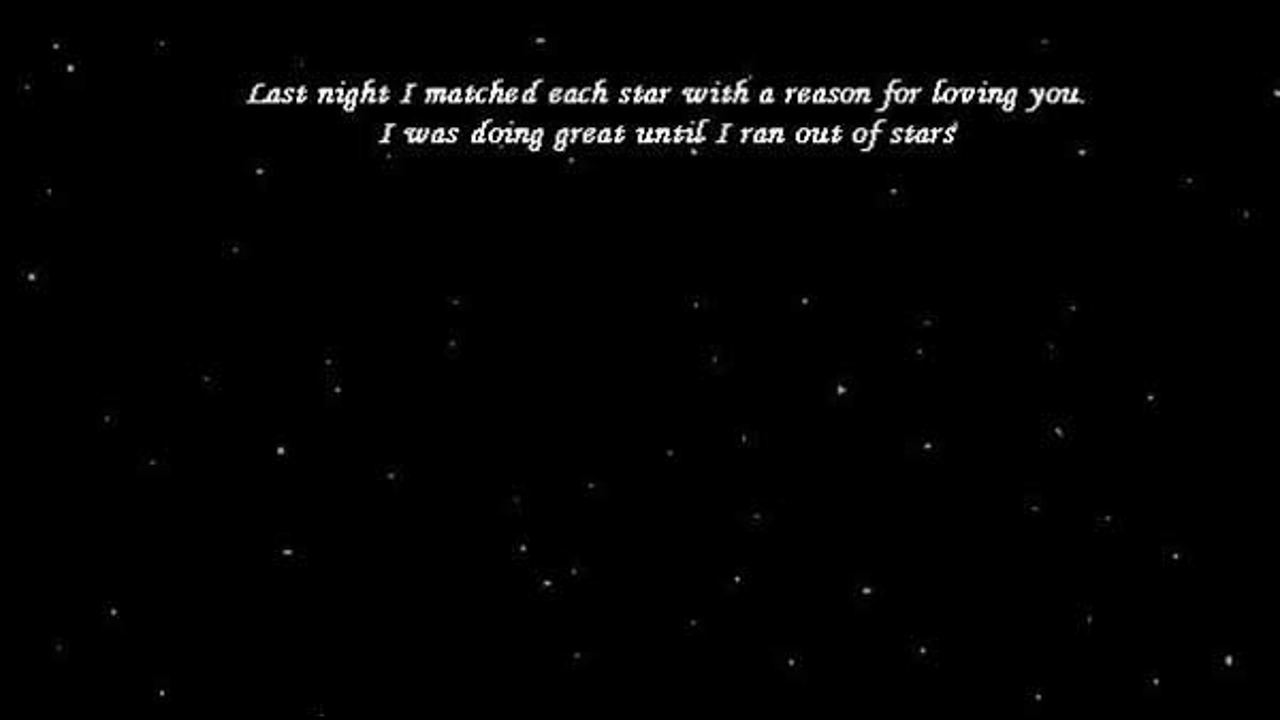 Last night I matched each star with a reason for loving you.
I was doing great until I ran out of stars